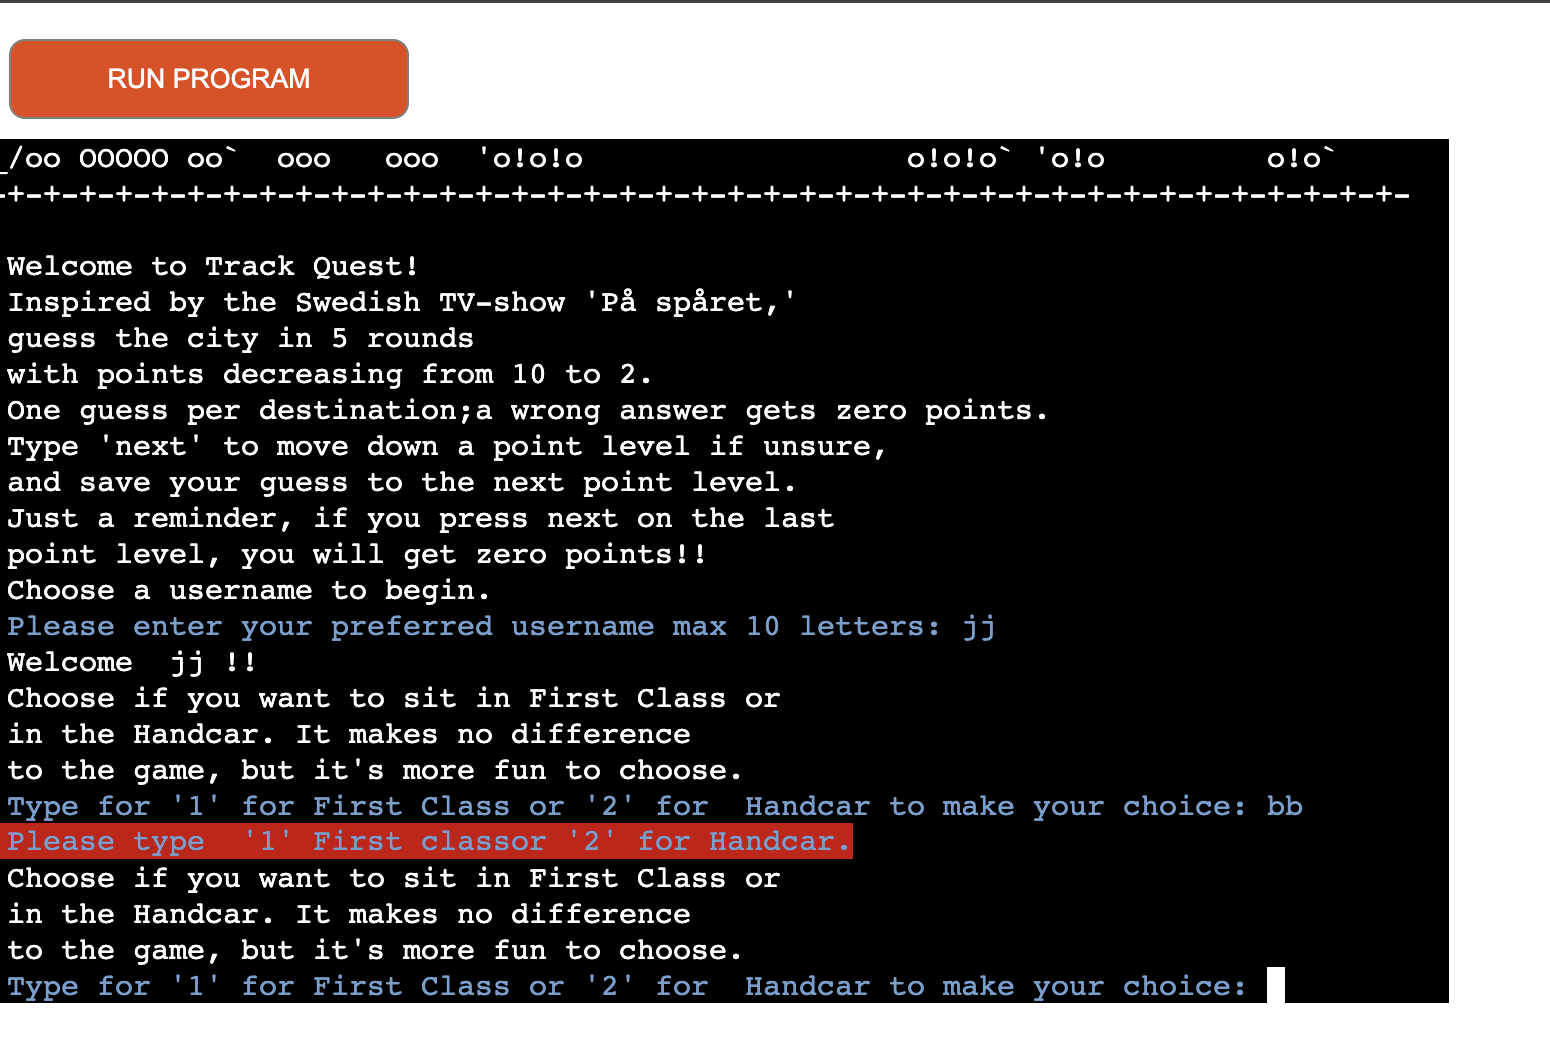 RUN PROGRAM
_/oo OOOOO oo`  ooo   ooo  'o!o!o                  o!o!o` 'o!o         o!o`
-+-+-+-+-+-+-+-+-+-+-+-+-+-+-+-+-+-+-+-+-+-+-+-+-+-+-+-+-+-+-+-+-+-+-+-+-+-+-
Welcome to Track Quest!
Inspired by the Swedish TV-show 'På spåret,'
guess the city in 5 rounds
with points decreasing from 10 to 2.
One guess per destination;a wrong answer gets zero points.
Type 'next' to move down a point level if unsure,
and save your guess to the next point level.
Just a reminder, if you press next on the last
point level, you will get zero points!!
Choose a username to begin.
Please enter your preferred username max 10 letters: jj
Welcome  jj !!
Choose if you want to sit in First Class or
in the Handcar. It makes no difference
to the game, but it's more fun to choose.
Type for '1' for First Class or '2' for  Handcar to make your choice: bb
Please type  '1' First classor '2' for Handcar.
Choose if you want to sit in First Class or
in the Handcar. It makes no difference
to the game, but it's more fun to choose.
Type for '1' for First Class or '2' for  Handcar to make your choice: